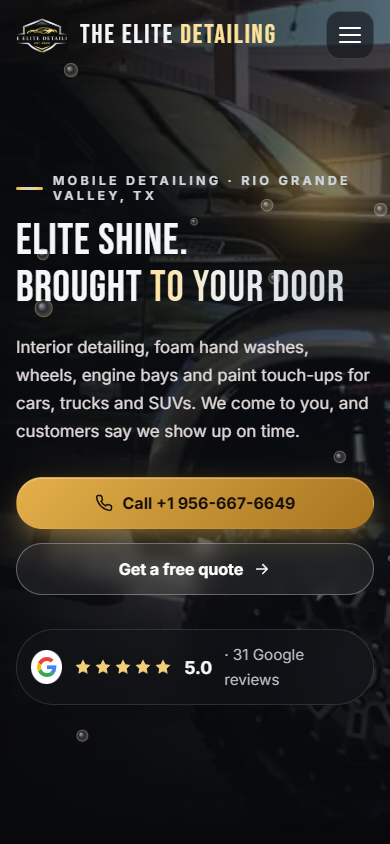 THE ELITE DETAILING
MOBILE DETAILING · RIO GRANDE
VALLEY, TX
ELITE SHINE.
BROUGHT TO YOUR DOOR
Interior detailing, foam hand washes,
wheels, engine bays and paint touch-ups for
cars, trucks and SUVs. We come to you, and
customers say we show up on time.
Call +1 956-667-6649
Get a free quote →
5.0 · 31 Google
reviews